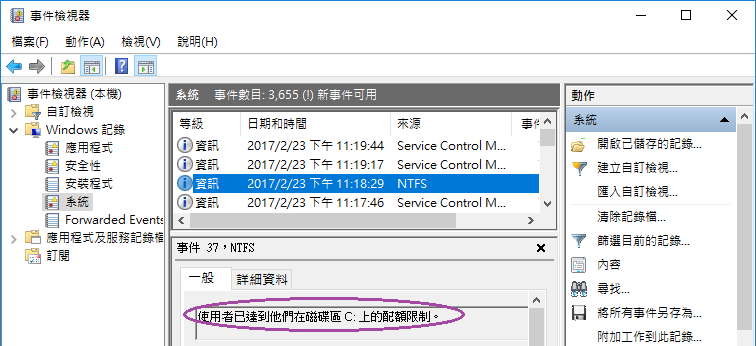 事件檢視器
檔案(F) 動作(A) 檢視(V) 說明(H)
事件檢視器 (本機)
自訂檢視
Windows 記錄
應用程式
安全性
安裝程式
系統
Forwarded Events
應用程式及服務記錄檔
訂閱
系統 事件數目: 3,655 (!) 新事件可用
等級 日期和時間 來源 事件
資訊 2017/2/23 下午 11:19:44 Service Control M...
資訊 2017/2/23 下午 11:19:17 Service Control M...
資訊 2017/2/23 下午 11:18:29 NTFS
資訊 2017/2/23 下午 11:17:46 Service Control M...
事件 37，NTFS
一般 詳細資料
使用者已達到他們在磁碟區 C: 上的配額限制。
動作
系統
開啟已儲存的記錄...
建立自訂檢視...
匯入自訂檢視...
清除記錄檔...
篩選目前的記錄...
內容
尋找...
將所有事件另存為...
附加工作到此記錄...